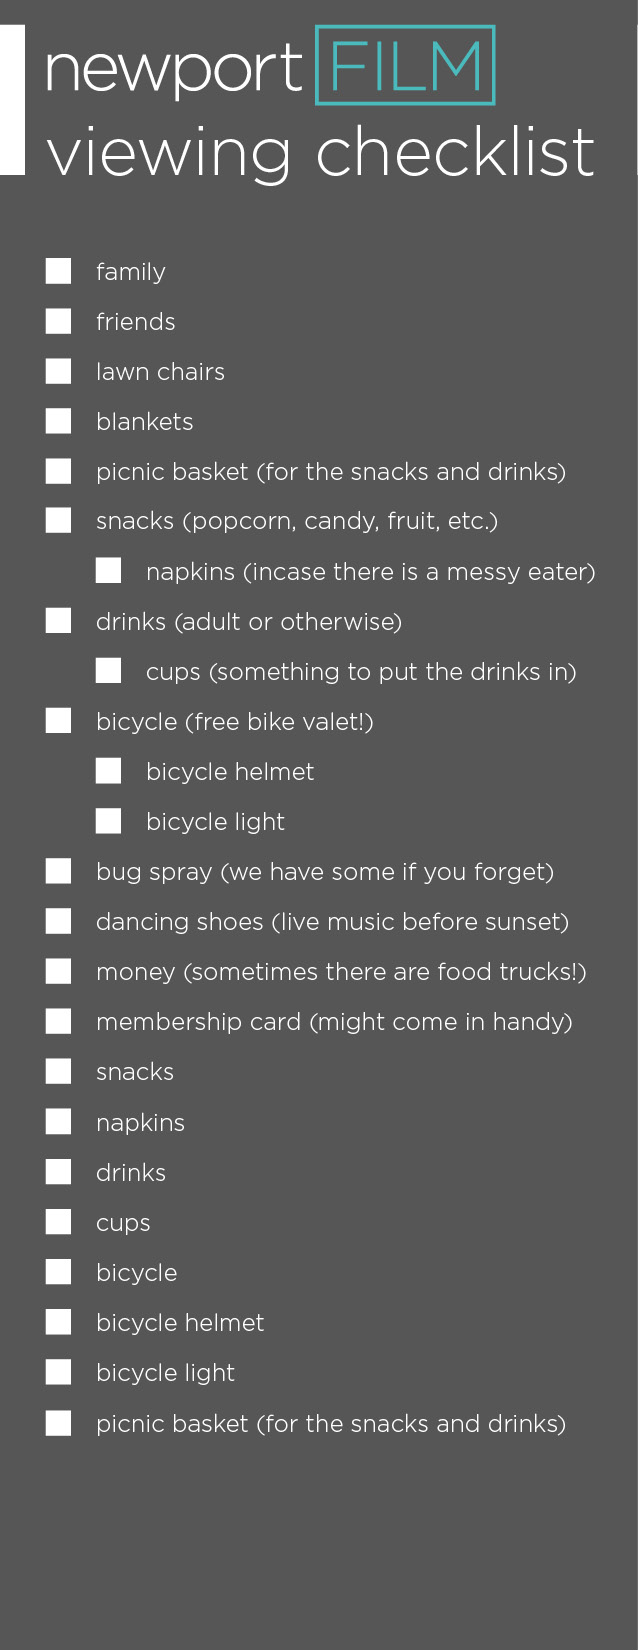 newport FILM
viewing checklist
family
friends
lawn chairs
blankets
picnic basket (for the snacks and drinks)
snacks (popcorn, candy, fruit, etc.)
napkins (incase there is a messy eater)
drinks (adult or otherwise)
cups (something to put the drinks in)
bicycle (free bike valet!)
bicycle helmet
bicycle light
bug spray (we have some if you forget)
dancing shoes (live music before sunset)
money (sometimes there are food trucks!)
membership card (might come in handy)
snacks
napkins
drinks
cups
bicycle
bicycle helmet
bicycle light
picnic basket (for the snacks and drinks)